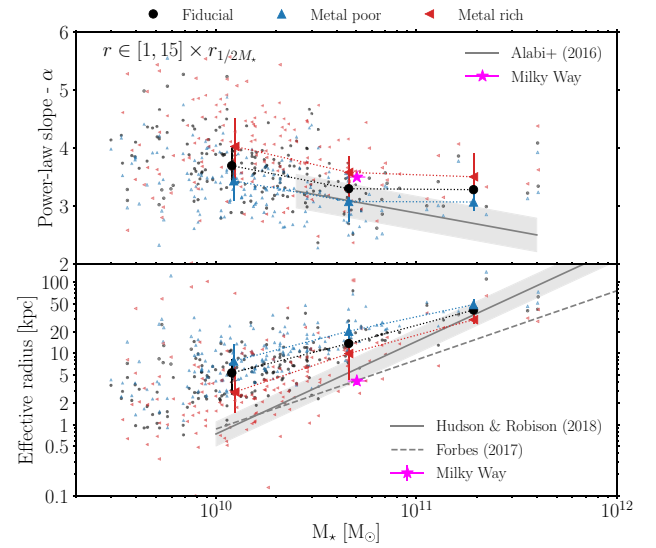 Fiducial Metal poor Metal rich
r ∈ [1, 15] × r1/2M⋆
Alabi+ (2016)
Milky Way
6
5
4
3
2
Power-law slope - α
100
50
20
10
5
2
1
0.5
0.1
Effective radius [kpc]
Hudson & Robison (2018)
Forbes (2017)
Milky Way
10^10 10^11 10^12
M⋆ [M⊙]